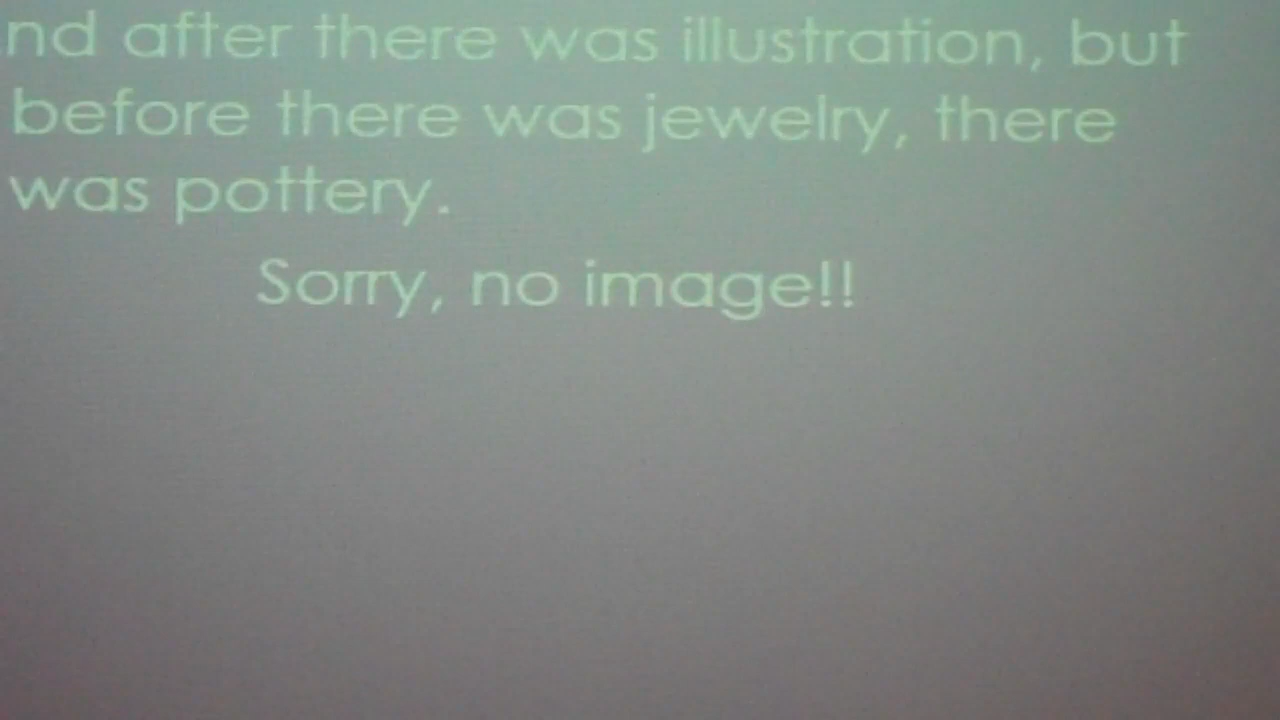 nd after there was illustration, but
before there was jewelry, there
was pottery.
Sorry, no image!!